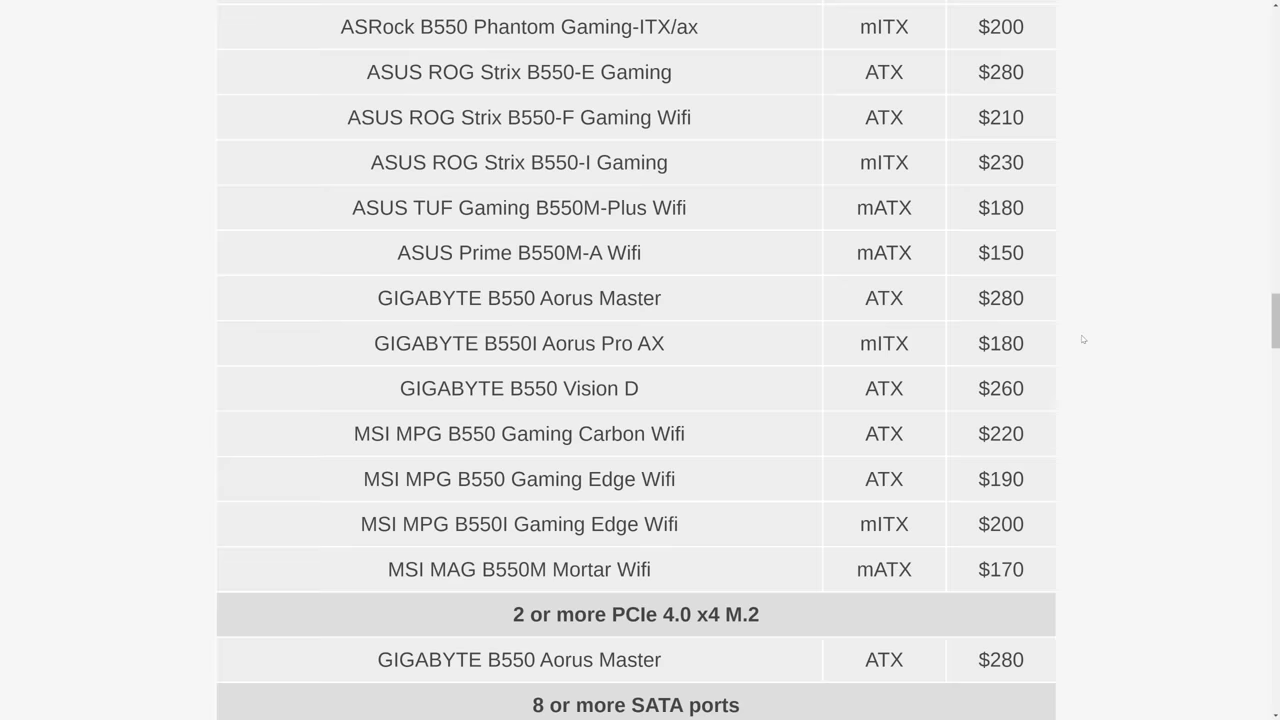 ASRock B550 Phantom Gaming-ITX/ax mITX $200
ASUS ROG Strix B550-E Gaming ATX $280
ASUS ROG Strix B550-F Gaming Wifi ATX $210
ASUS ROG Strix B550-I Gaming mITX $230
ASUS TUF Gaming B550M-Plus Wifi mATX $180
ASUS Prime B550M-A Wifi mATX $150
GIGABYTE B550 Aorus Master ATX $280
GIGABYTE B550I Aorus Pro AX mITX $180
GIGABYTE B550 Vision D ATX $260
MSI MPG B550 Gaming Carbon Wifi ATX $220
MSI MPG B550 Gaming Edge Wifi ATX $190
MSI MPG B550I Gaming Edge Wifi mITX $200
MSI MAG B550M Mortar Wifi mATX $170
2 or more PCIe 4.0 x4 M.2
GIGABYTE B550 Aorus Master ATX $280
8 or more SATA ports